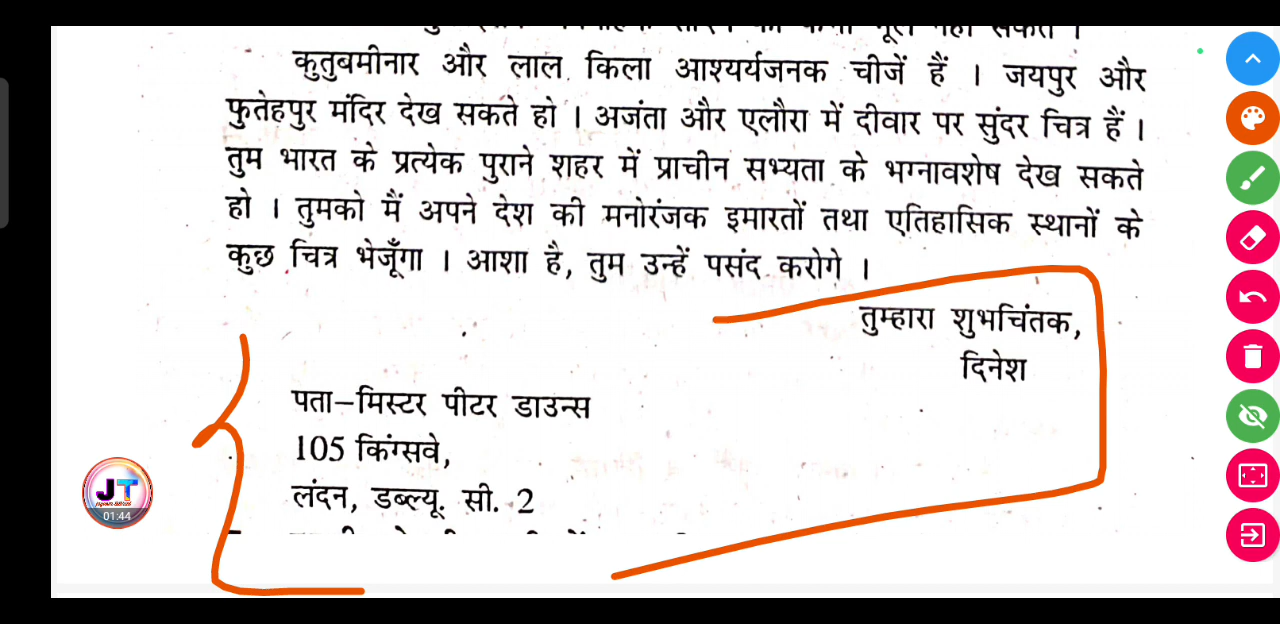 कुतुबमीनार और लाल किला आश्यर्यजनक चीजें हैं । जयपुर और
फुतेहपुर मंदिर देख सकते हो । अजंता और एलौरा में दीवार पर सुंदर चित्र हैं ।
तुम भारत के प्रत्येक पुराने शहर में प्राचीन सभ्यता के भग्नावशेष देख सकते
हो । तुमको मैं अपने देश की मनोरंजक इमारतों तथा एतिहासिक स्थानों के
कुछ चित्र भेजूँगा । आशा है, तुम उन्हें पसंद करोगे ।
तुम्हारा शुभचिंतक,
दिनेश
पता–मिस्टर पीटर डाउन्स
105 किंग्सवे,
लंदन, डब्ल्यू. सी. 2
JT
01:44